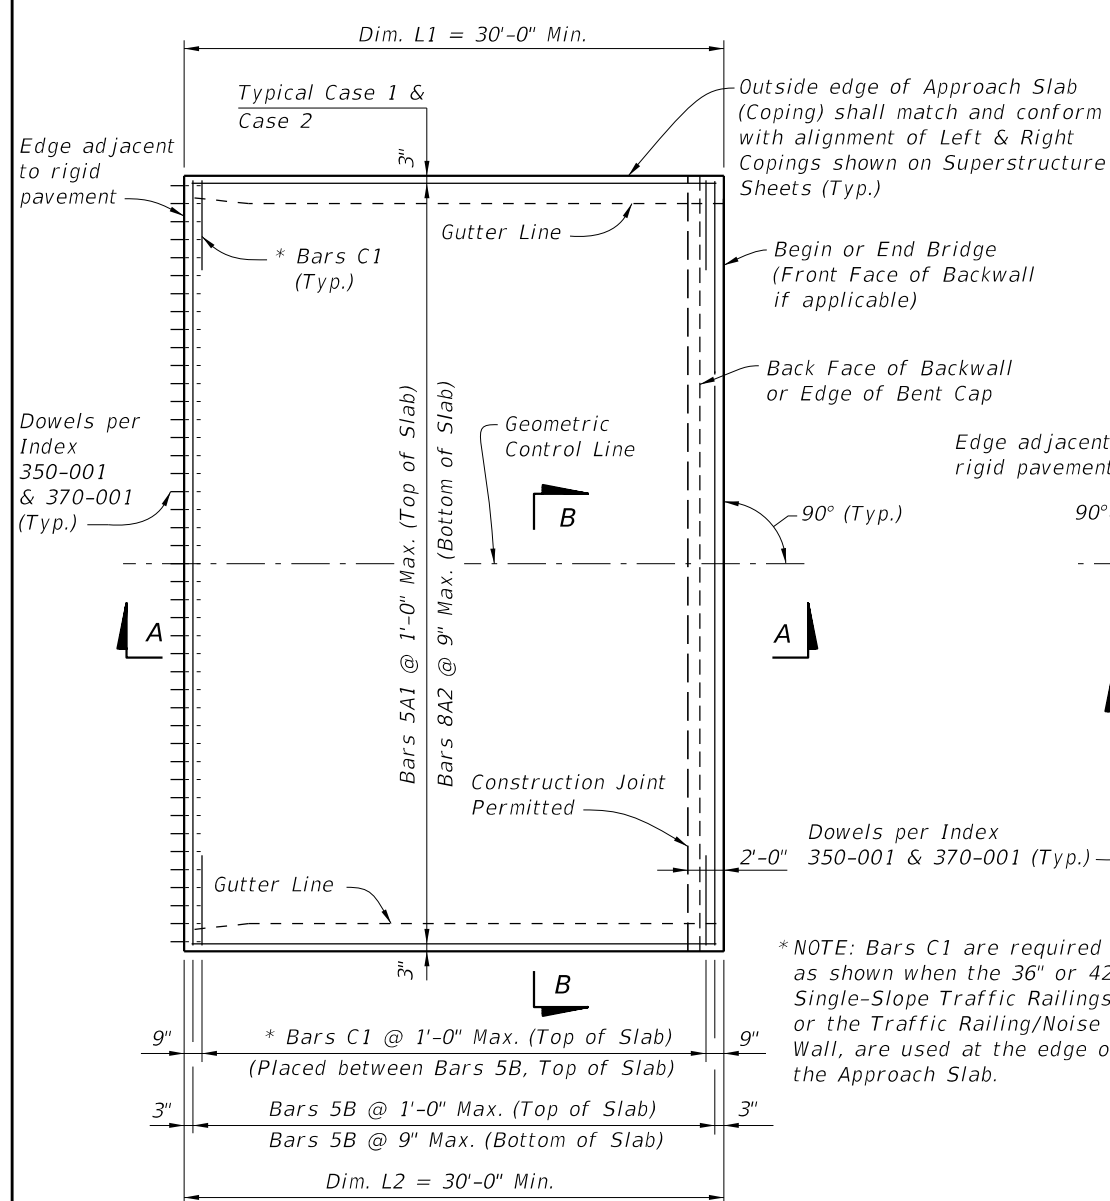 Dim. L1 = 30'-0" Min.
Typical Case 1 &
Case 2
3"
Outside edge of Approach Slab
(Coping) shall match and conform
with alignment of Left & Right
Copings shown on Superstructure
Sheets (Typ.)
Edge adjacent
to rigid
pavement
Gutter Line
* Bars C1
(Typ.)
Begin or End Bridge
(Front Face of Backwall
if applicable)
Back Face of Backwall
or Edge of Bent Cap
Dowels per
Index
350-001
& 370-001
(Typ.)
Bars 5A1 @ 1'-0" Max. (Top of Slab)
Bars 8A2 @ 9" Max. (Bottom of Slab)
Geometric
Control Line
Edge adjacent
rigid pavement
B
90° (Typ.)
90°
A
A
Construction Joint
Permitted
2'-0"
Dowels per Index
350-001 & 370-001 (Typ.)
Gutter Line
3"
B
* NOTE: Bars C1 are required
as shown when the 36" or 42
Single-Slope Traffic Railings
or the Traffic Railing/Noise
Wall, are used at the edge o
the Approach Slab.
9"
* Bars C1 @ 1'-0" Max. (Top of Slab)
9"
(Placed between Bars 5B, Top of Slab)
3"
Bars 5B @ 1'-0" Max. (Top of Slab)
3"
Bars 5B @ 9" Max. (Bottom of Slab)
Dim. L2 = 30'-0" Min.